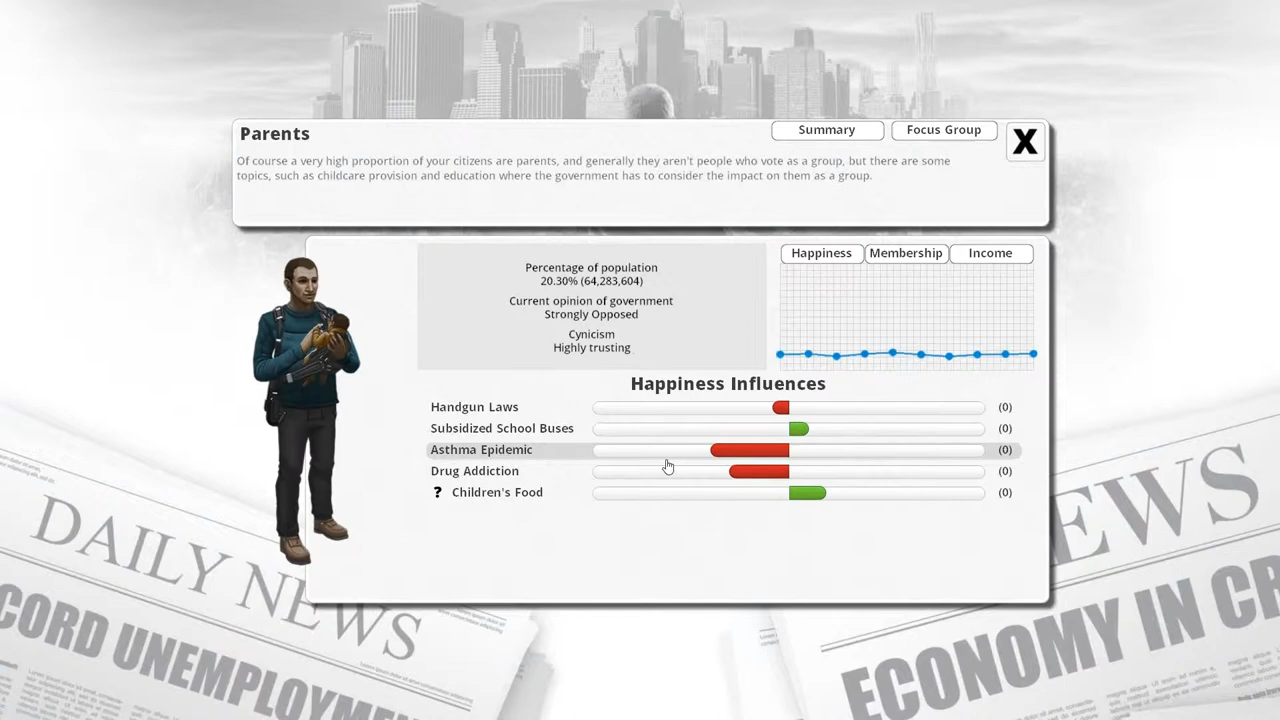 Parents
Summary
Focus Group
X
Of course a very high proportion of your citizens are parents, and generally they aren't people who vote as a group, but there are some
topics, such as childcare provision and education where the government has to consider the impact on them as a group.
Percentage of population
20.30% (64,283,604)
Current opinion of government
Strongly Opposed
Cynicism
Highly trusting
Happiness
Membership
Income
Happiness Influences
Handgun Laws (0)
Subsidized School Buses (0)
Asthma Epidemic (0)
Drug Addiction (0)
? Children's Food (0)
DAILY NEWS
CORD UNEMPLOYME
EWS
ECONOMY IN CR